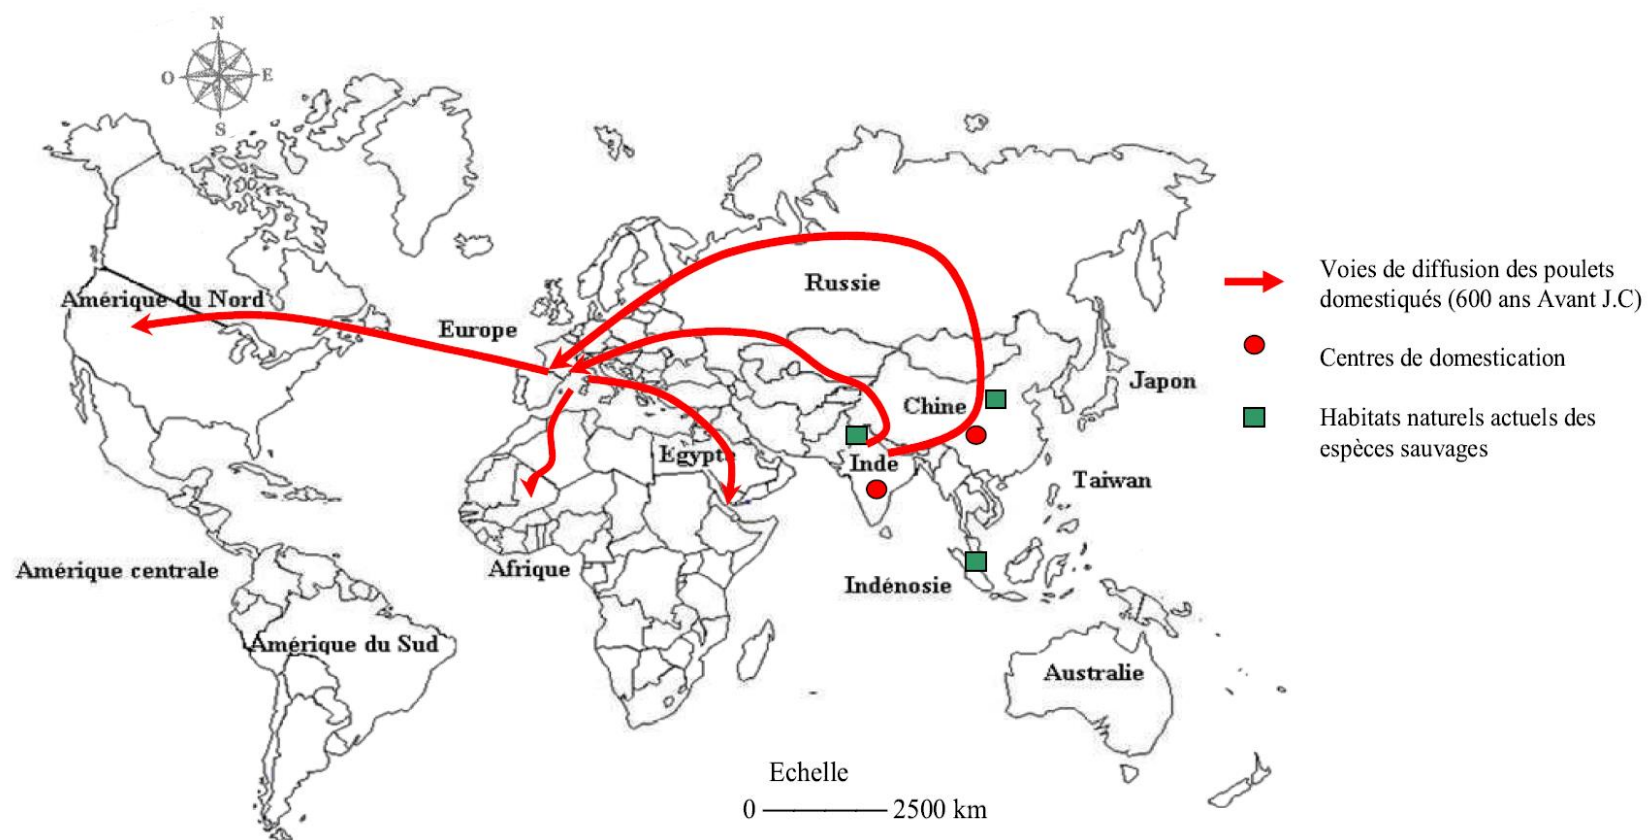 N
O E
S
Amérique du Nord
Europe
Russie
Japon
Chine
Egypte
Inde
Taiwan
Amérique centrale
Afrique
Indénosie
Amérique du Sud
Australie
Echelle
0 2500 km
Voies de diffusion des poulets
domestiqués (600 ans Avant J.C)
Centres de domestication
Habitats naturels actuels des
espèces sauvages